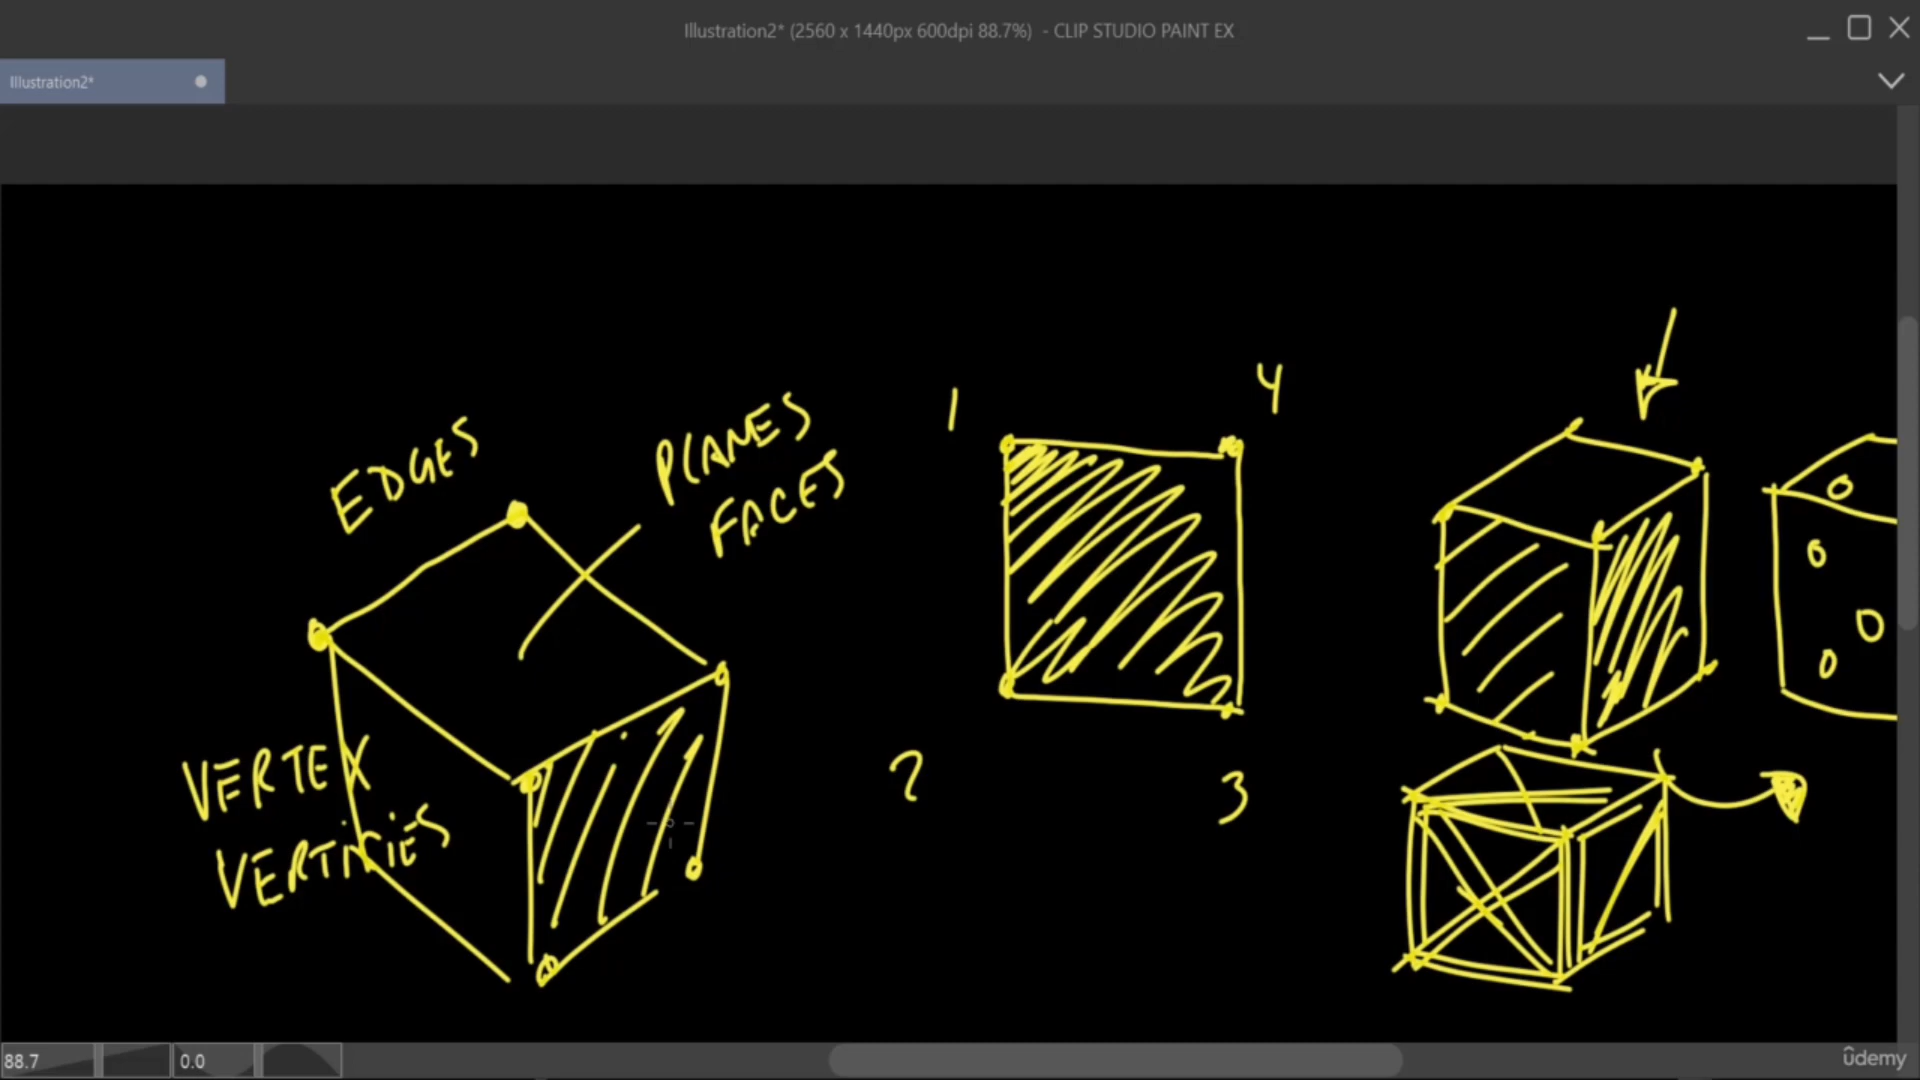 Illustration2* (2560 x 1440px 600dpi 88.7%) - CLIP STUDIO PAINT EX
Illustration2*
EDGES
PLANES
FACES
1
4
VERTEX
VERTICIES
2
3
88.7
0.0
ûdemy